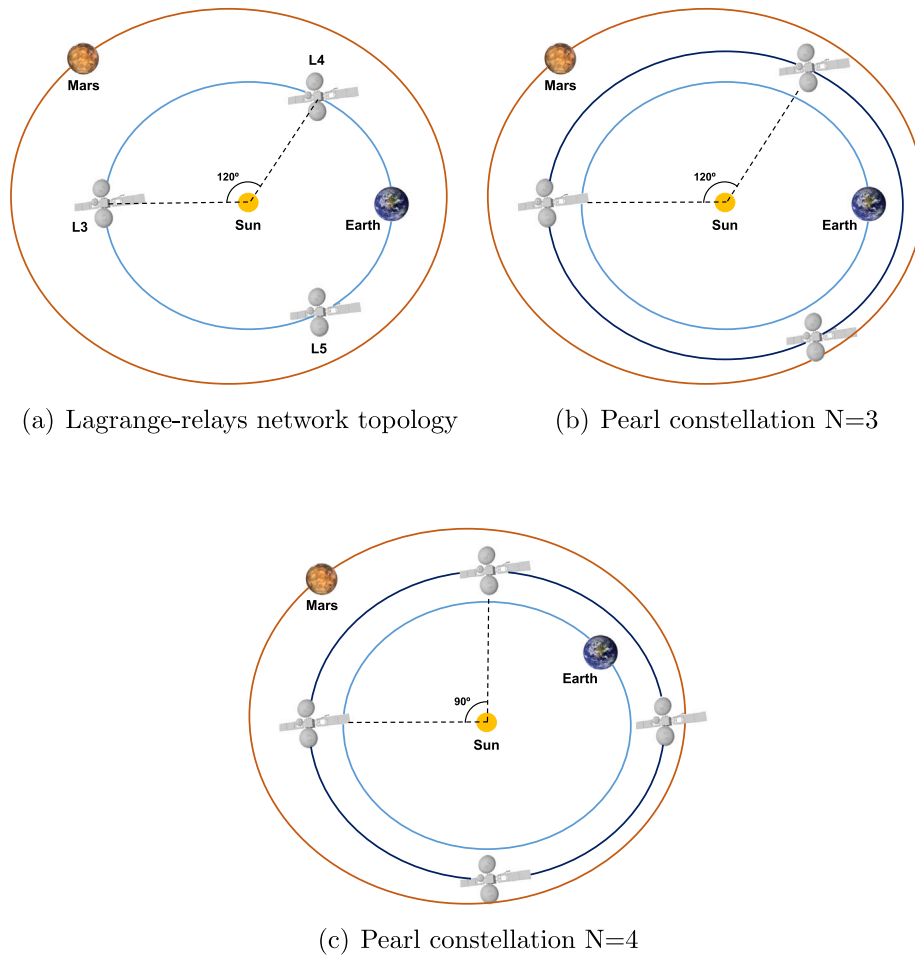 L4
Mars
120º
L3
Sun
Earth
L5
(a) Lagrange-relays network topology
Mars
120º
Sun
Earth
(b) Pearl constellation N=3
Mars
Earth
90º
Sun
(c) Pearl constellation N=4